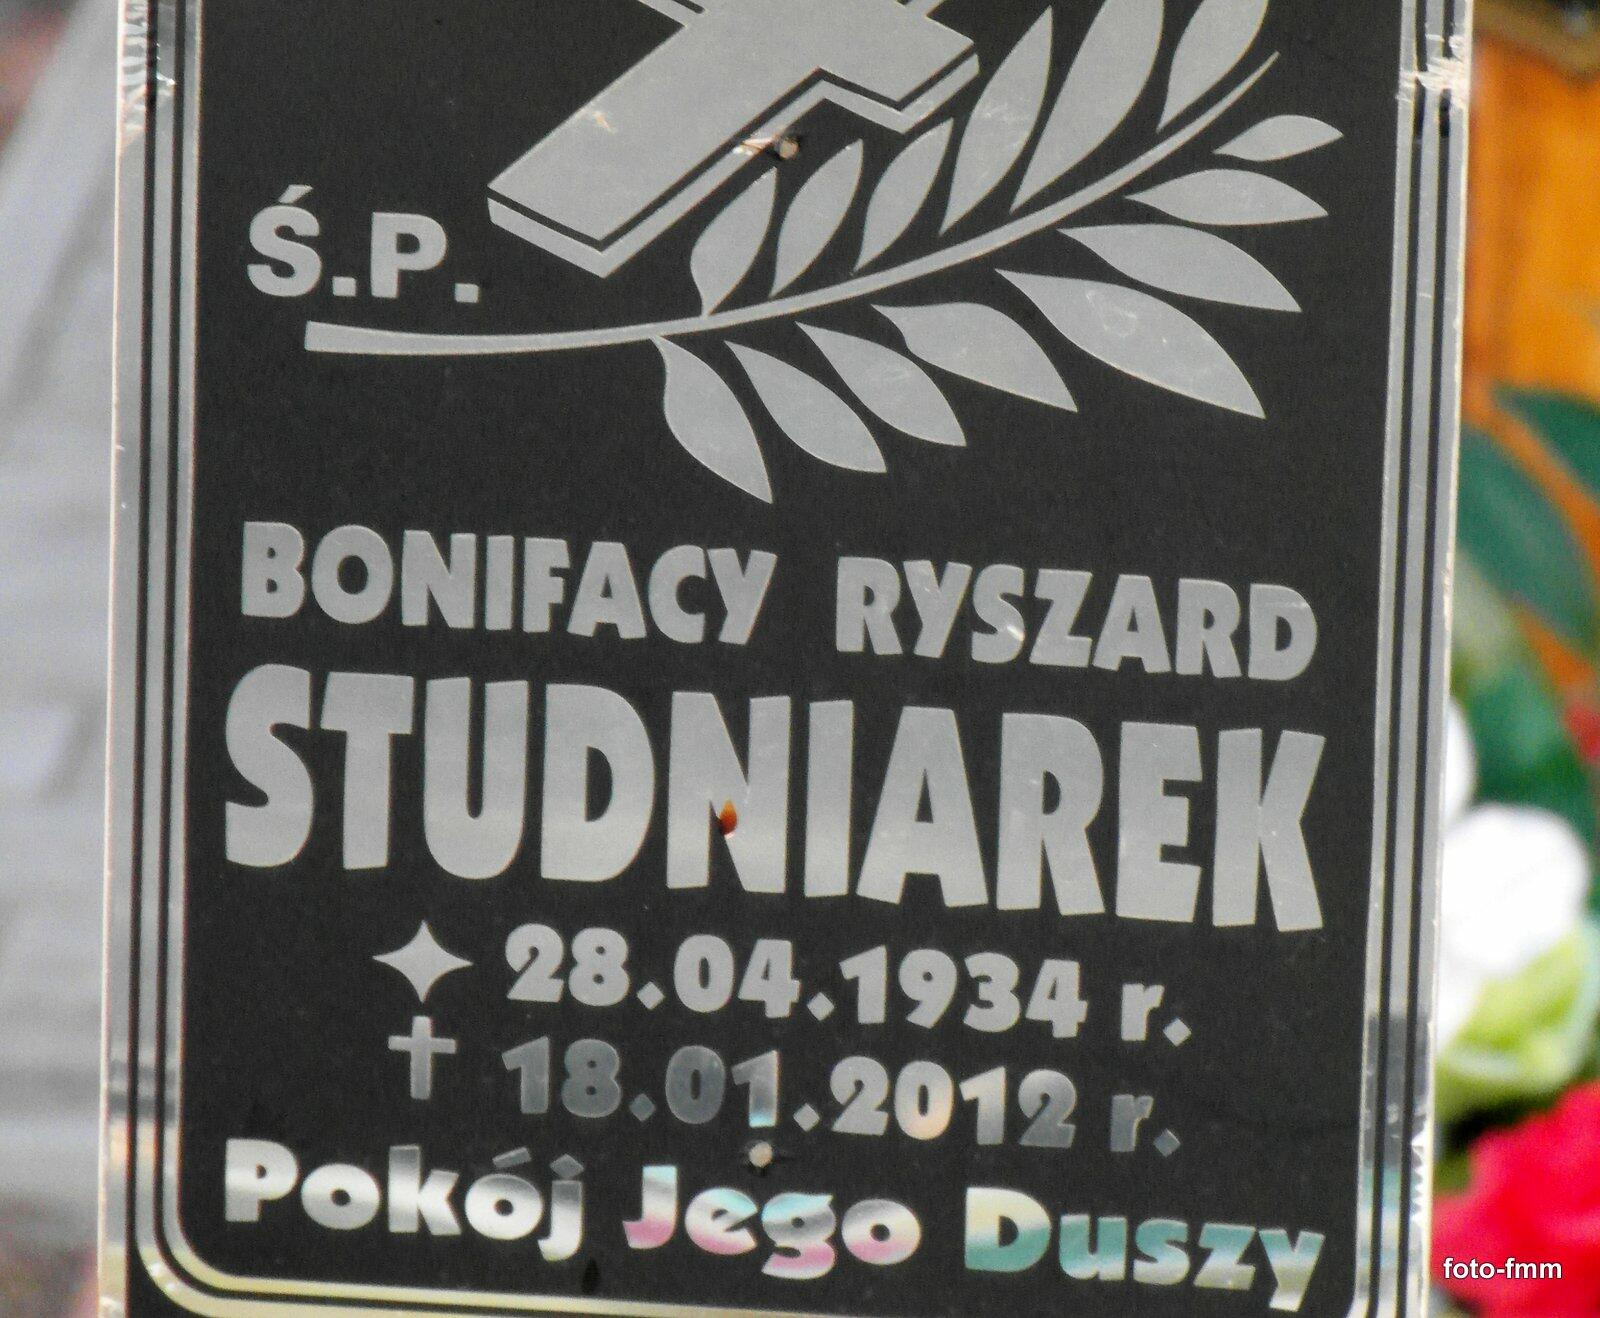 Ś.P.
BONIFACY RYSZARD
STUDNIAREK
28.04.1934 r.
18.01.2012 r.
Pokój Jego Duszy
foto-fmm